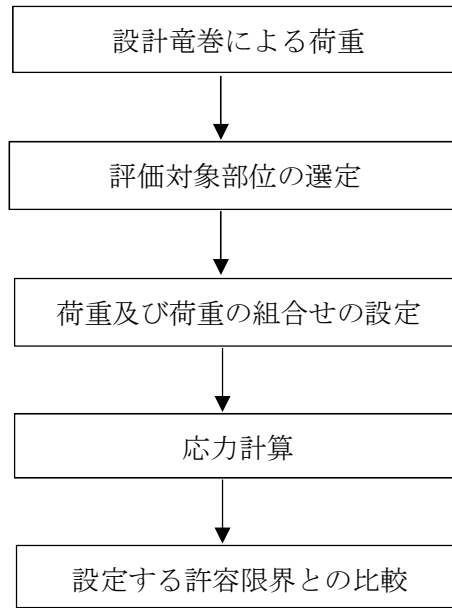 設計竜巻による荷重
評価対象部位の選定
荷重及び荷重の組合せの設定
応力計算
設定する許容限界との比較